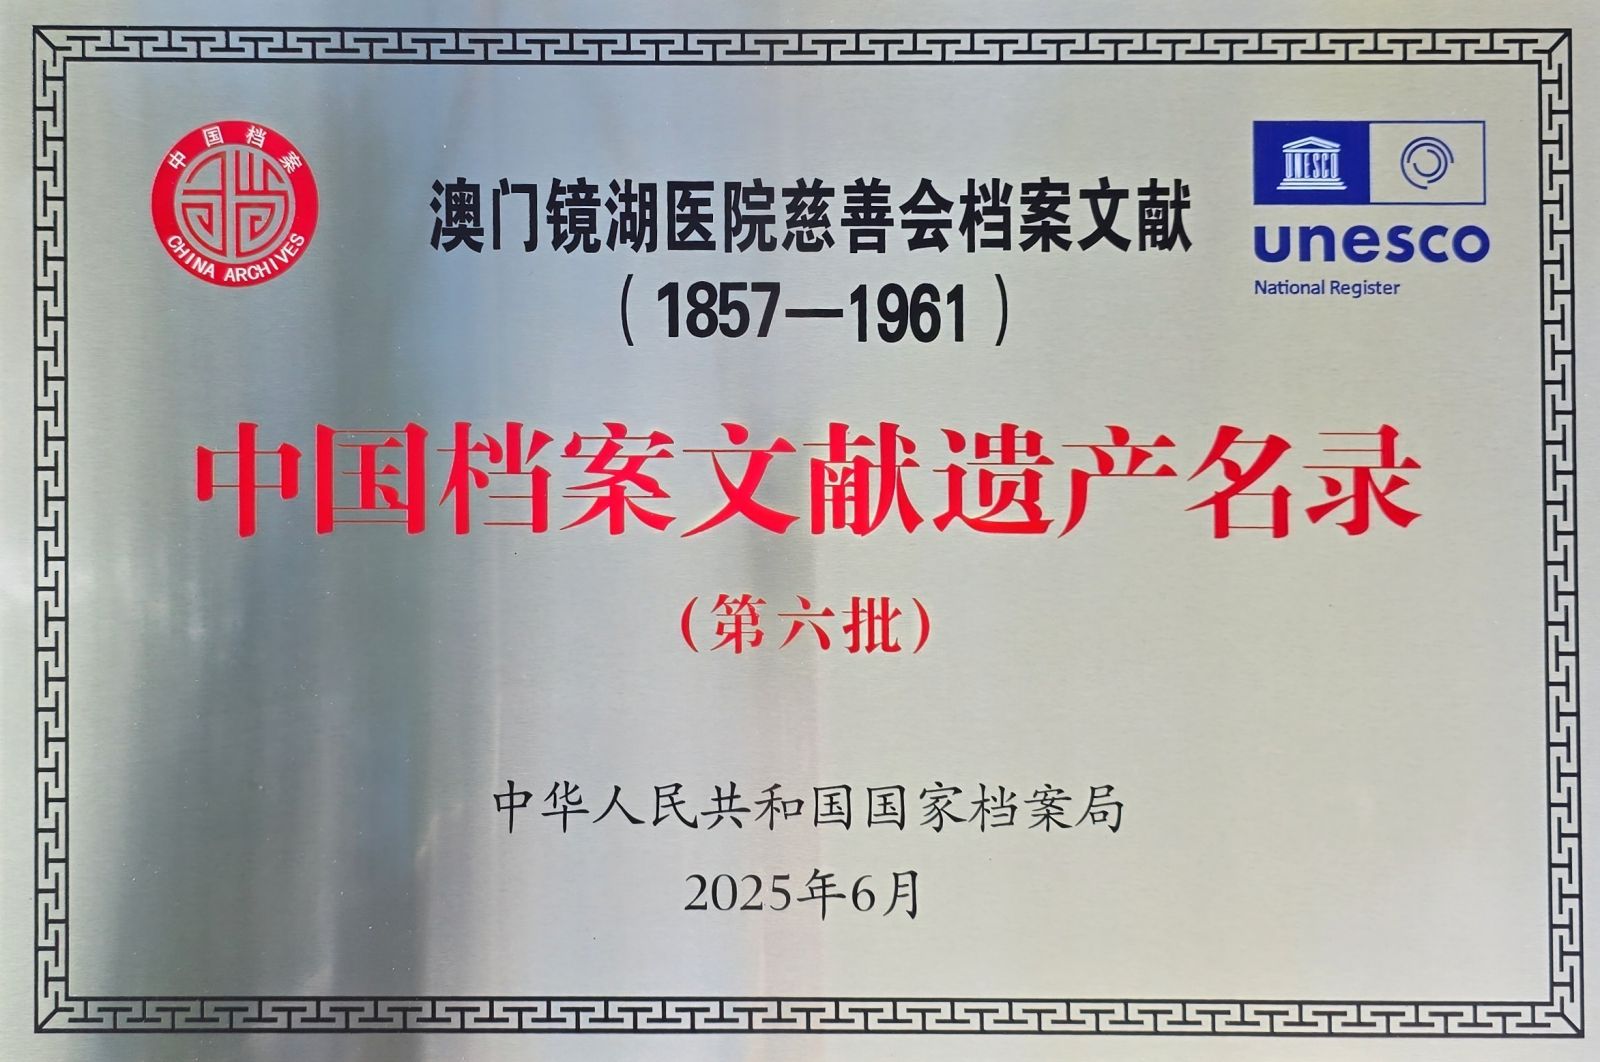 中国档案
CHINA ARCHIVES
UNESCO
unesco
National Register
澳门镜湖医院慈善会档案文献
（1857—1961）
中国档案文献遗产名录
（第六批）
中华人民共和国国家档案局
2025年6月